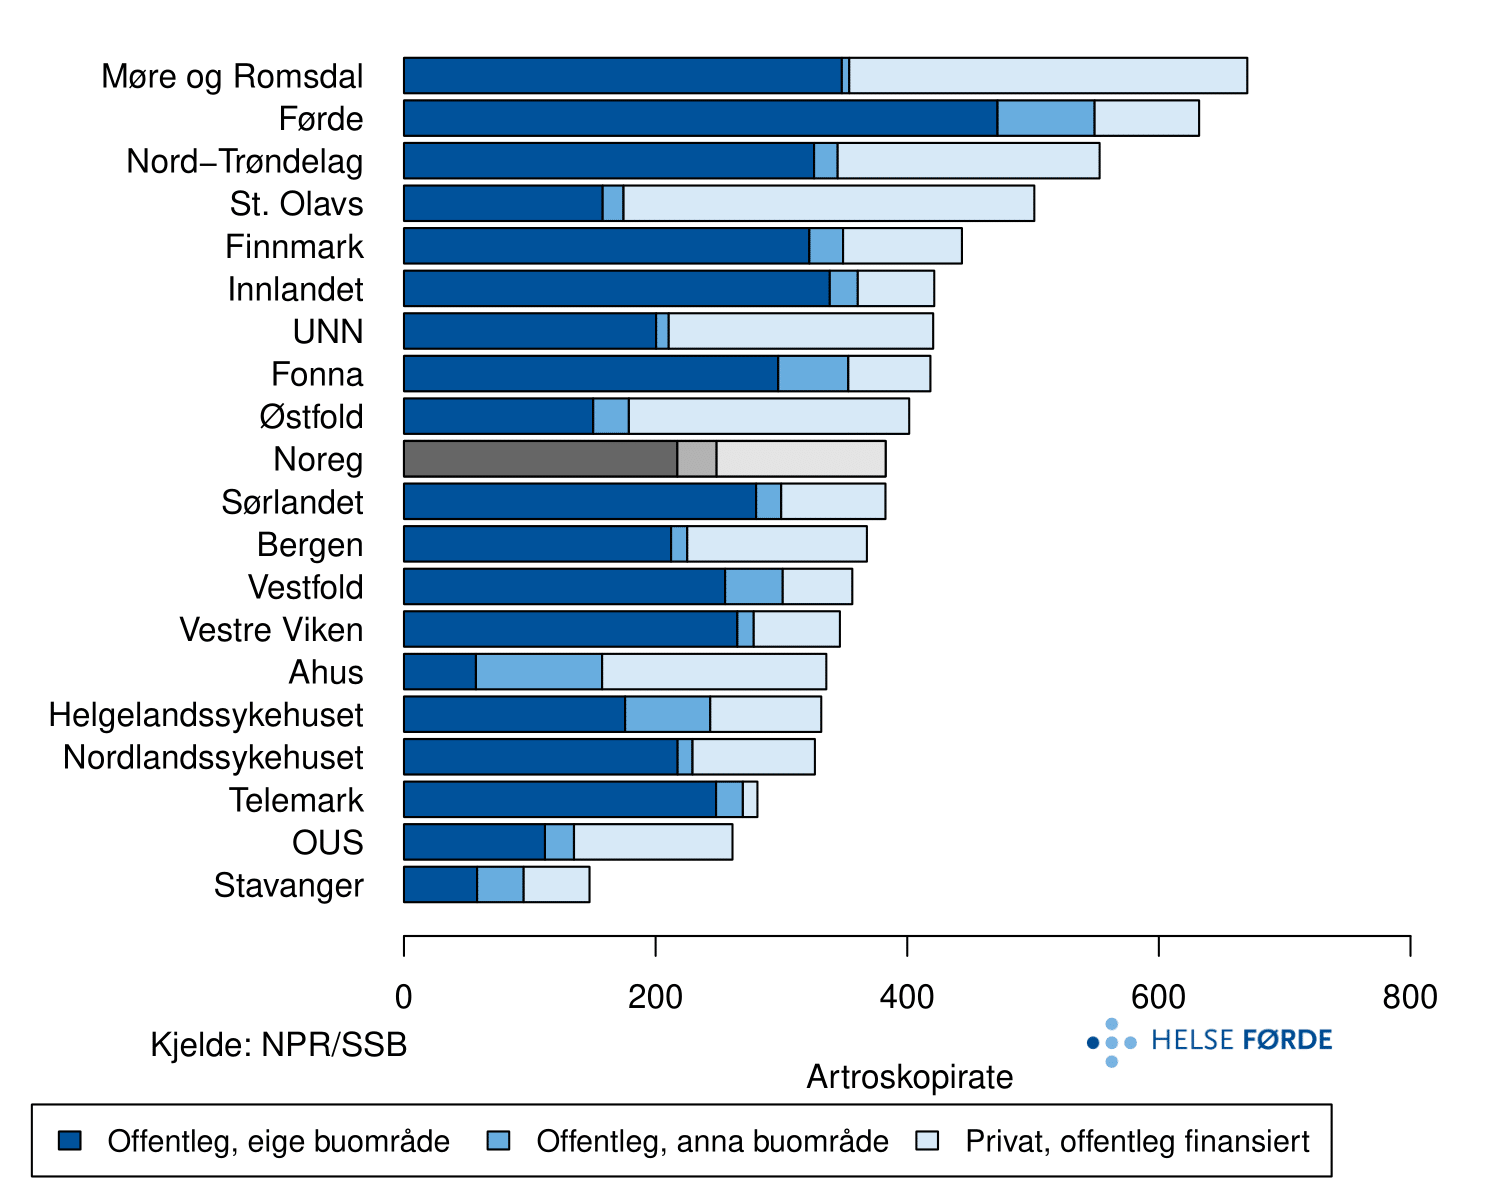 Møre og Romsdal
Førde
Nord−Trøndelag
St. Olavs
Finnmark
Innlandet
UNN
Fonna
Østfold
Noreg
Sørlandet
Bergen
Vestfold
Vestre Viken
Ahus
Helgelandssykehuset
Nordlandssykehuset
Telemark
OUS
Stavanger
0 200 400 600 800
Kjelde: NPR/SSB
HELSE FØRDE
Artroskopirate
Offentleg, eige buområde Offentleg, anna buområde Privat, offentleg finansiert